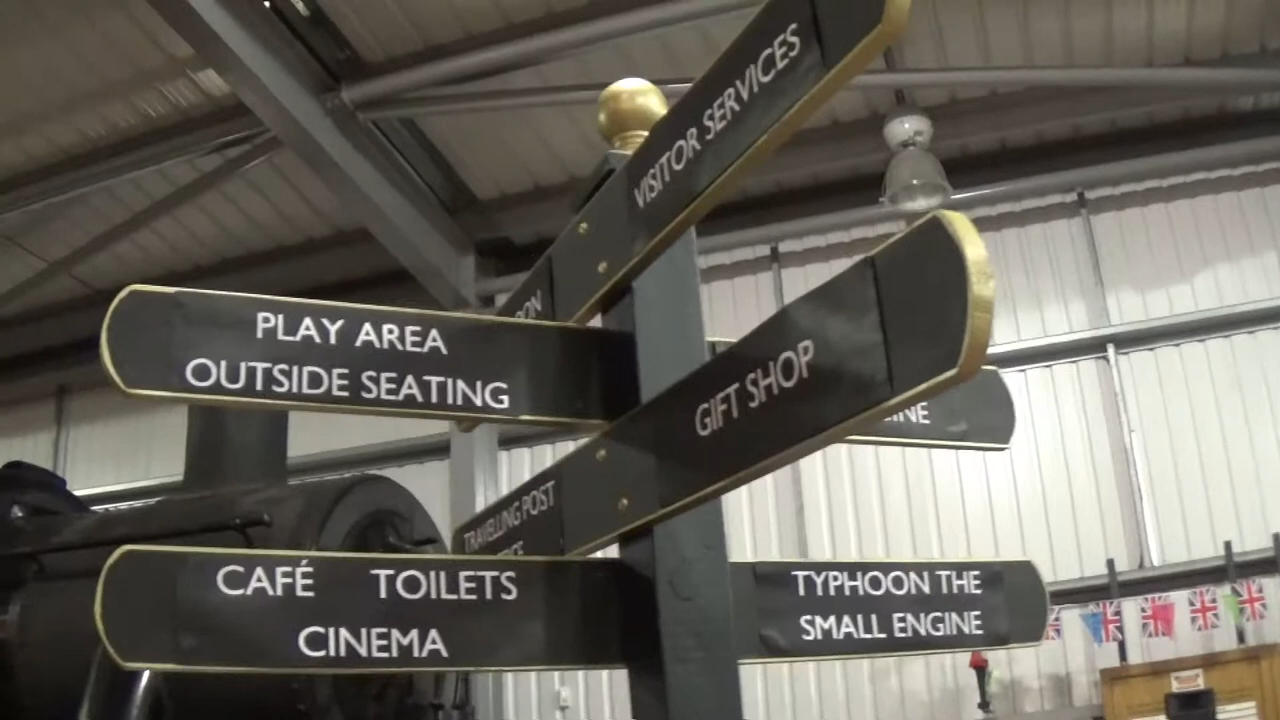 VISITOR SERVICES
PLAY AREA
OUTSIDE SEATING
GIFT SHOP
TRAVELLING POST
CAFÉ TOILETS
CINEMA
TYPHOON THE
SMALL ENGINE